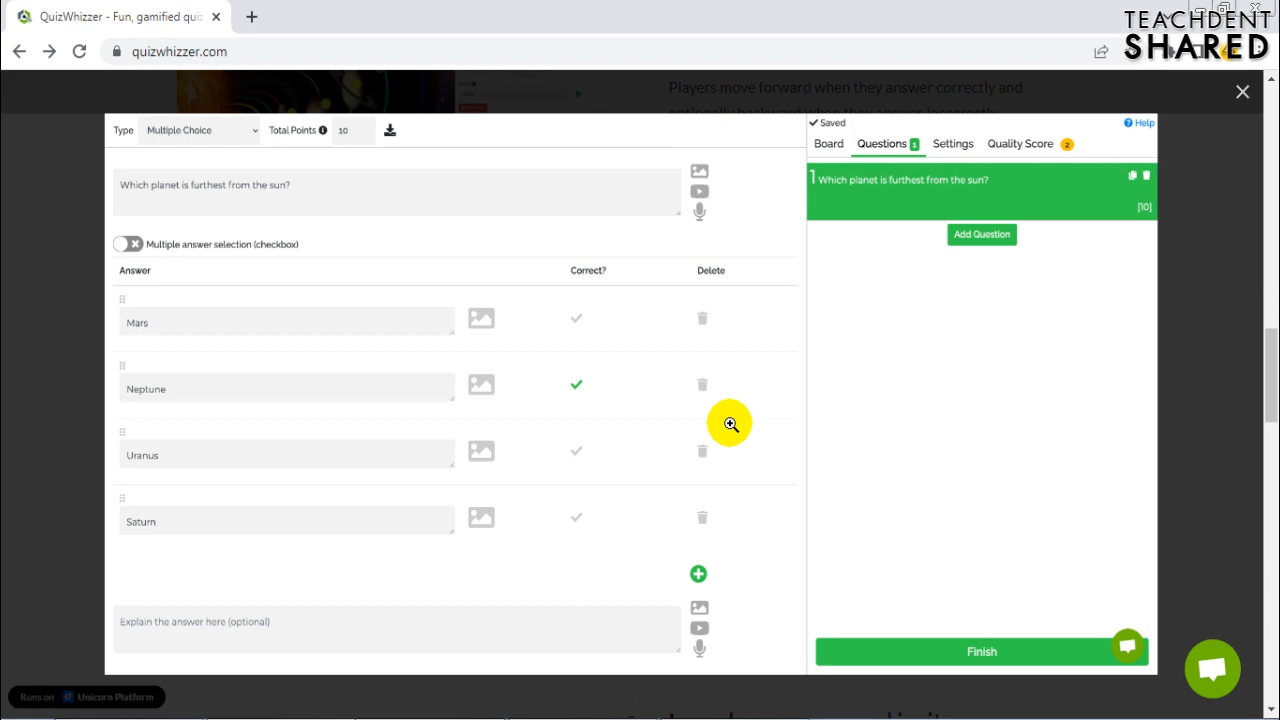 QuizWhizzer - Fun, gamified quiz
TEACHDENT
SHARED
quizwhizzer.com
Players move forward when they answer correctly and
optionally backward when they answer incorrectly
Type Multiple Choice Total Points 10
Saved
Help
Board Questions 1 Settings Quality Score 2
Which planet is furthest from the sun?
1 Which planet is furthest from the sun?
[10]
Add Question
Multiple answer selection (checkbox)
Answer Correct? Delete
Mars
Neptune
Uranus
Saturn
Explain the answer here (optional)
Finish
Runs on Unicorn Platform